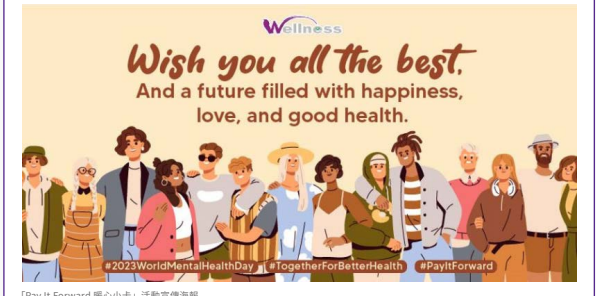 Wellness
Wish you all the best,
And a future filled with happiness,
love, and good health.
#2023WorldMentalHealthDay #TogetherForBetterHealth #PayItForward
「Pay It Forward 暖心小卡」活動宣傳海報